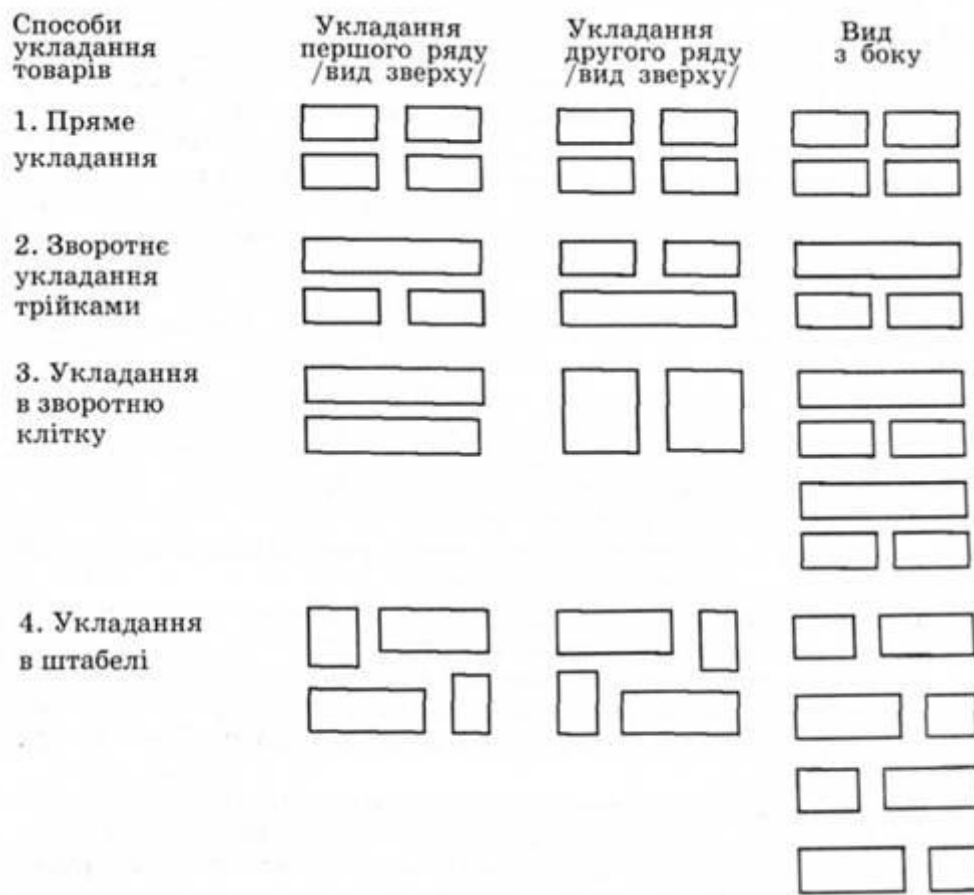 Способи
укладання
товарів
Укладання
першого ряду
/вид зверху/
Укладання
другого ряду
/вид зверху/
Вид
з боку
1. Пряме
укладання
2. Зворотнє
укладання
трійками
3. Укладання
в зворотню
клітку
4. Укладання
в штабелі